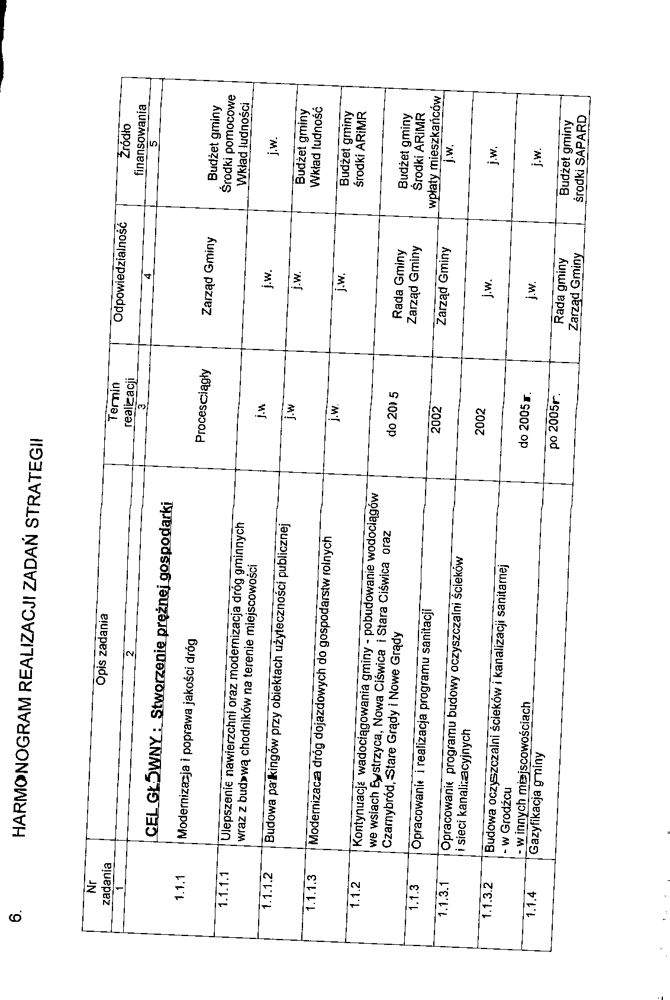 6. HARMONOGRAM REALIZACJI ZADAŃ STRATEGII
Nr
zadania
Opis zadania
Termin
realizacji
Odpowiedzialność
Źródło
finansowania
1 2 3 4 5
CEL GŁÓWNY : Stworzenie prężnej gospodarki
1.1.1
Modernizacja i poprawa jakości dróg
Proces ciągły
Zarząd Gminy
Budżet gminy
Środki pomocowe
Wkład ludności
1.1.1.1
Ulepszenie nawierzchni oraz modernizacja dróg gminnych
wraz z budową chodników na terenie miejscowości
j.w.
j.w.
j.w.
1.1.1.2
Budowa parkingów przy obiektach użyteczności publicznej
j.w
j.w.
Budżet gminy
Wkład ludność
1.1.1.3
Modernizacja dróg dojazdowych do gospodarstw rolnych
j.w.
j.w.
Budżet gminy
środki ARiMR
1.1.2
Kontynuacja wadociągowania gminy - pobudowanie wodociągów
we wsiach Bystrzyca, Nowa Ciświca i Stara Ciświca oraz
Czarnybród, Stare Grądy i Nowe Grądy
do 2015
Rada Gminy
Zarząd Gminy
Budżet gminy
Środki ARiMR
wpłaty mieszkańców
1.1.3
Opracowanie i realizacja programu sanitacji
2002
Zarząd Gminy
j.w.
1.1.3.1
Opracowanie programu budowy oczyszczalni ścieków
i sieci kanalizacyjnych
2002
j.w.
j.w.
1.1.3.2
Budowa oczyszczalni ścieków i kanalizacji sanitarnej
- w Grodźcu
- w innych miejscowościach
do 2005 r.
j.w.
j.w.
1.1.4
Gazyfikacja gminy
po 2005r.
Rada gminy
Zarząd Gminy
Budżet gminy
środki SAPARD